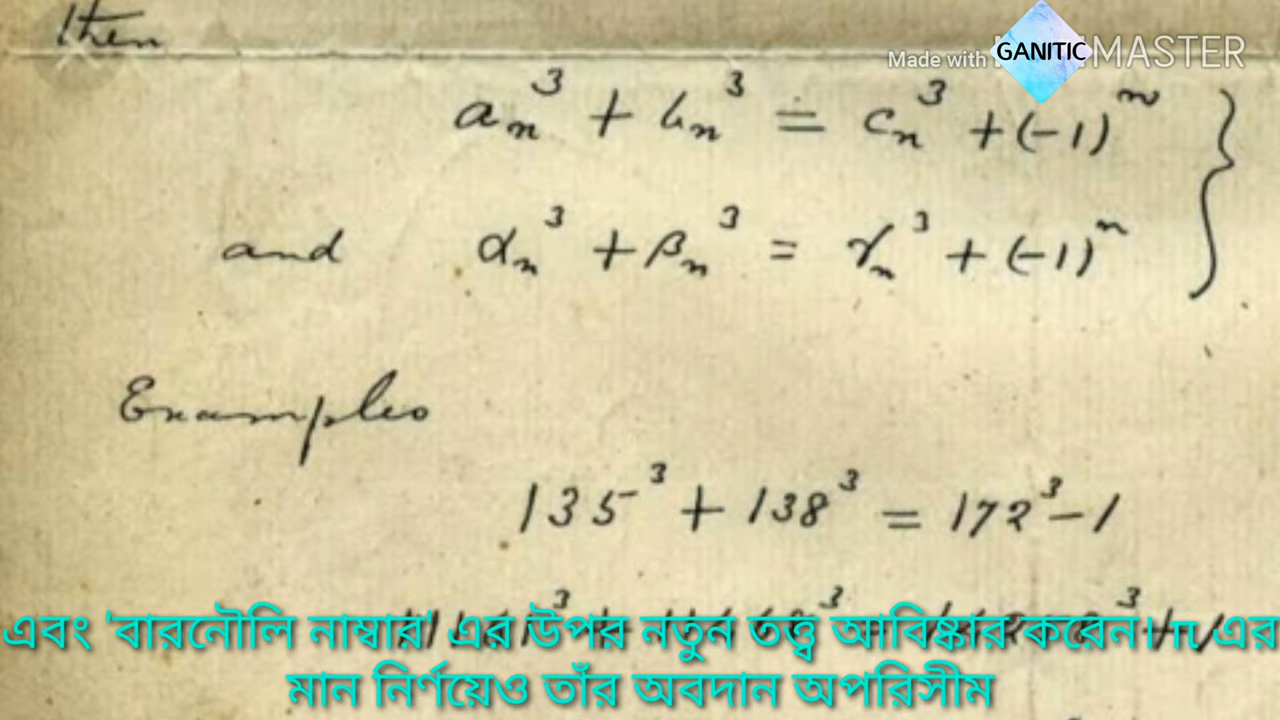 then
Made with MASTER
GANITIC
aₙ³ + bₙ³ = cₙ³ + (-1)ⁿ
and αₙ³ + βₙ³ = γₙ³ + (-1)ⁿ
Examples
135³ + 138³ = 172³ - 1
এবং 'বারনৌলি নাম্বার' এর উপর নতুন তত্ত্ব আবিষ্কার করেন। π এর
মান নির্ণয়েও তাঁর অবদান অপরিসীম